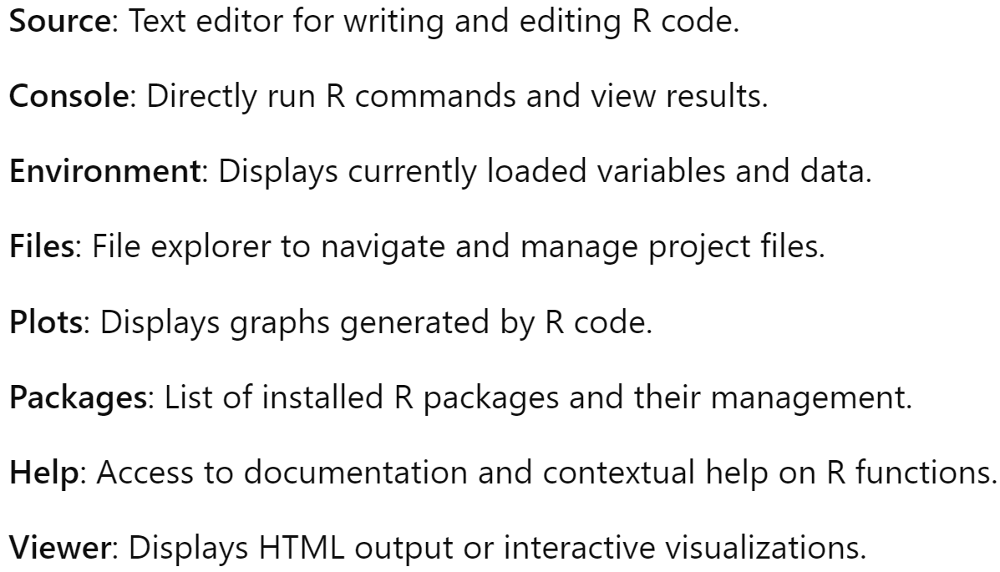 Source: Text editor for writing and editing R code.
Console: Directly run R commands and view results.
Environment: Displays currently loaded variables and data.
Files: File explorer to navigate and manage project files.
Plots: Displays graphs generated by R code.
Packages: List of installed R packages and their management.
Help: Access to documentation and contextual help on R functions.
Viewer: Displays HTML output or interactive visualizations.